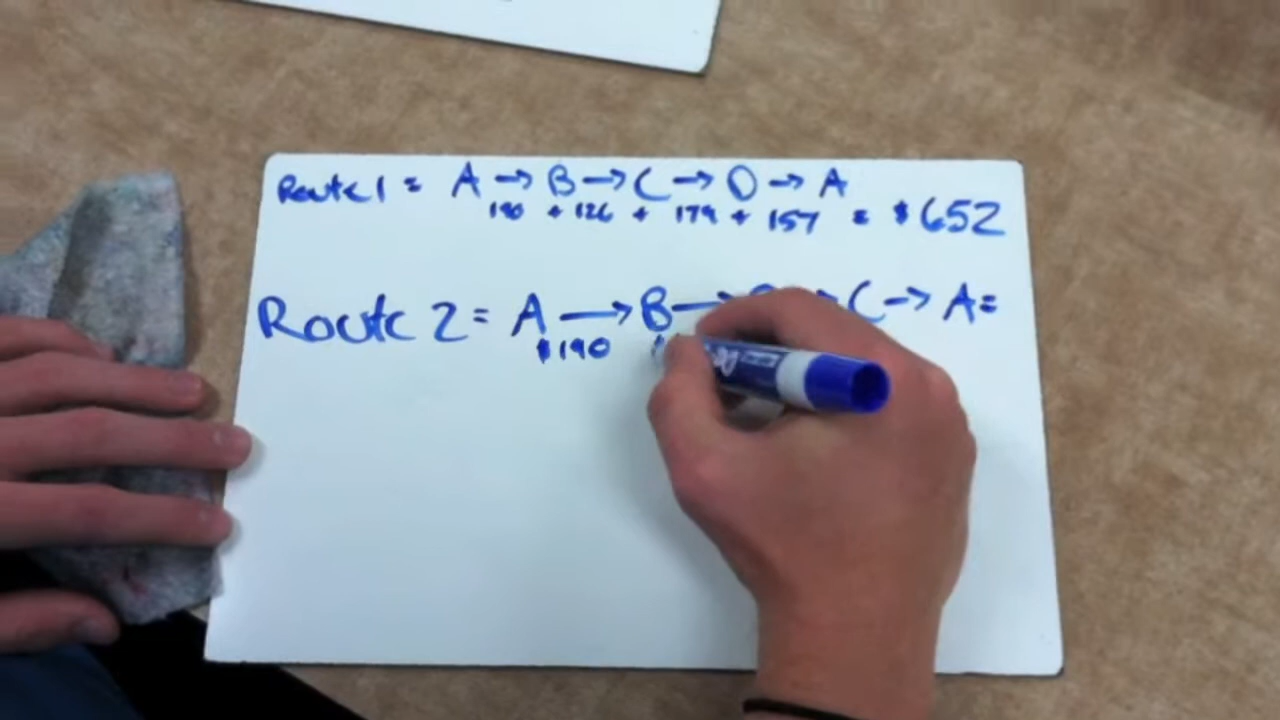 Route 1 = A → B → C → D → A
190 + 126 + 179 + 157 = $652
Route 2 = A → B → → C → A =
$190